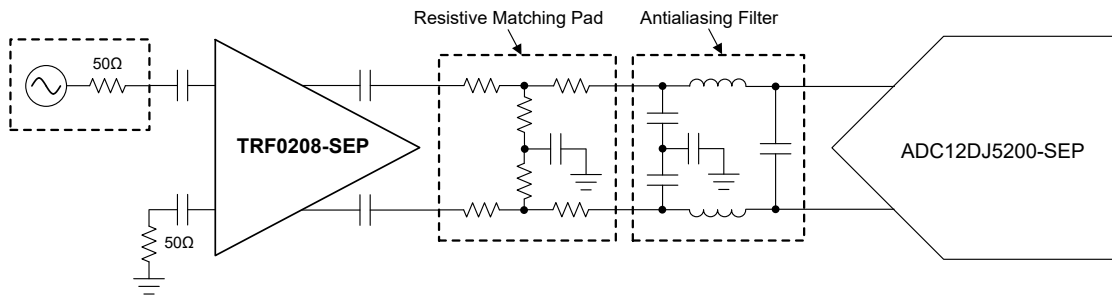 Resistive Matching Pad
Antialiasing Filter
50Ω
TRF0208-SEP
ADC12DJ5200-SEP
50Ω